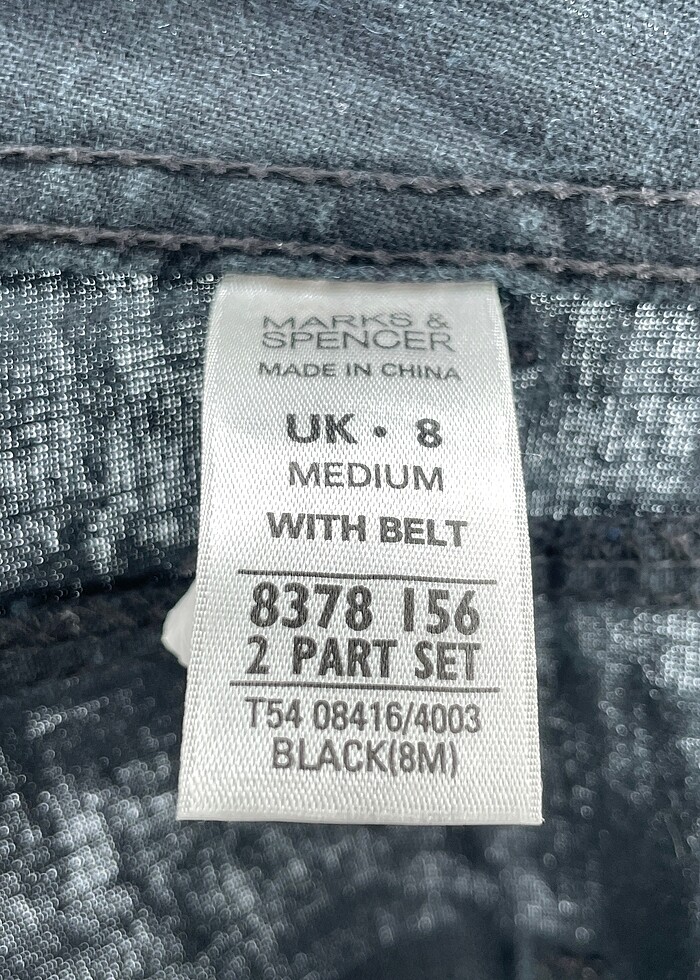 MARKS &
SPENCER
MADE IN CHINA
UK • 8
MEDIUM
WITH BELT
8378 156
2 PART SET
T54 08416/4003
BLACK(8M)